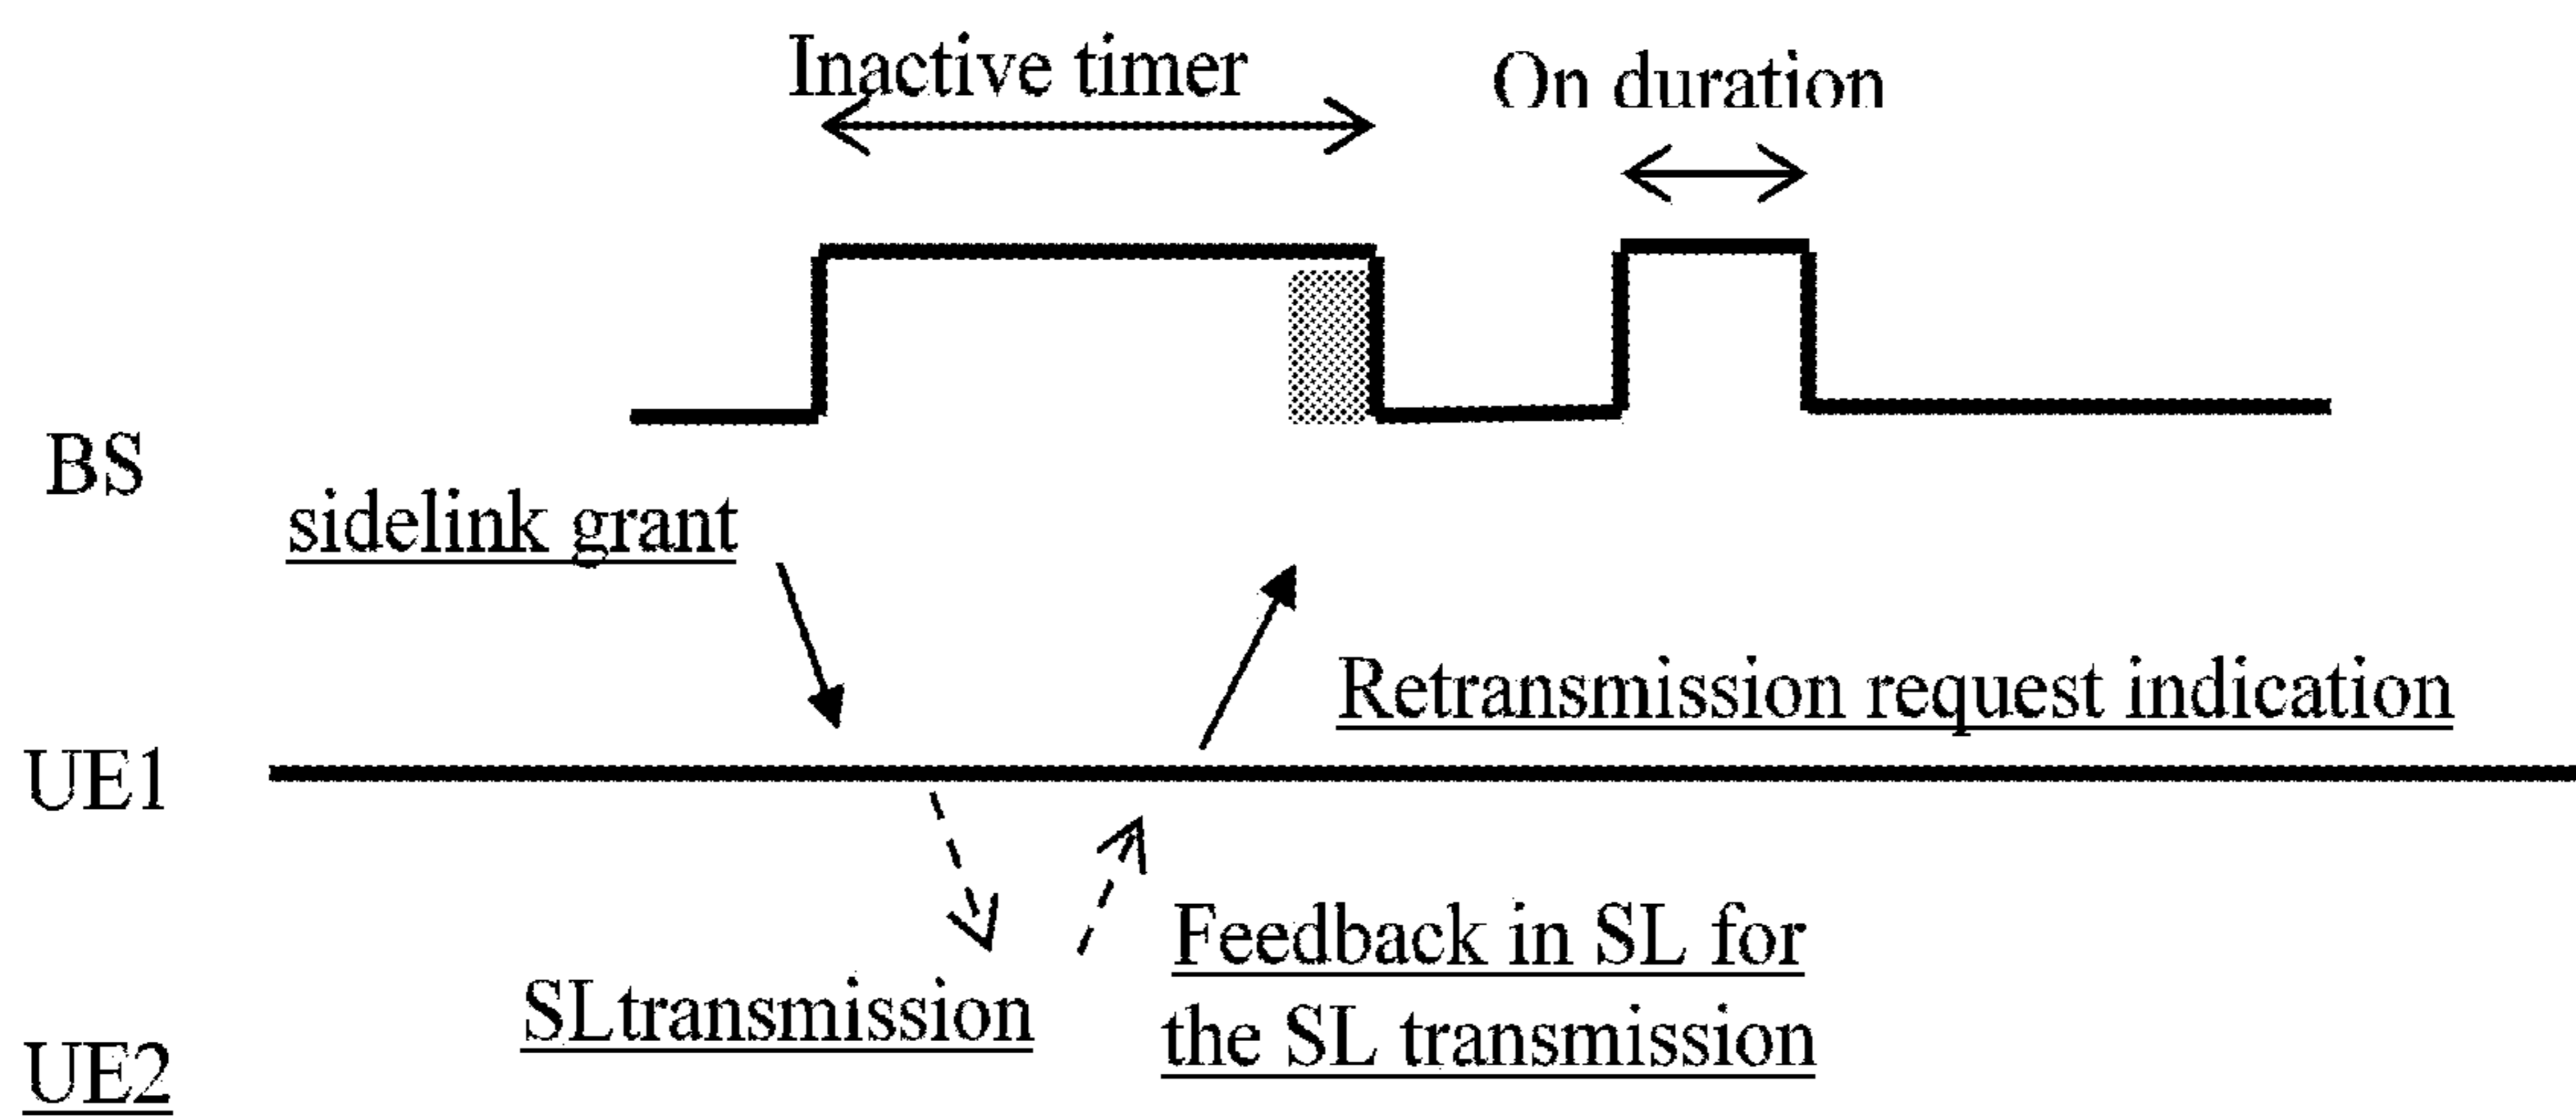 Inactive timer
On duration
BS
sidelink grant
Retransmission request indication
UE1
Feedback in SL for
the SL transmission
SLtransmission
UE2